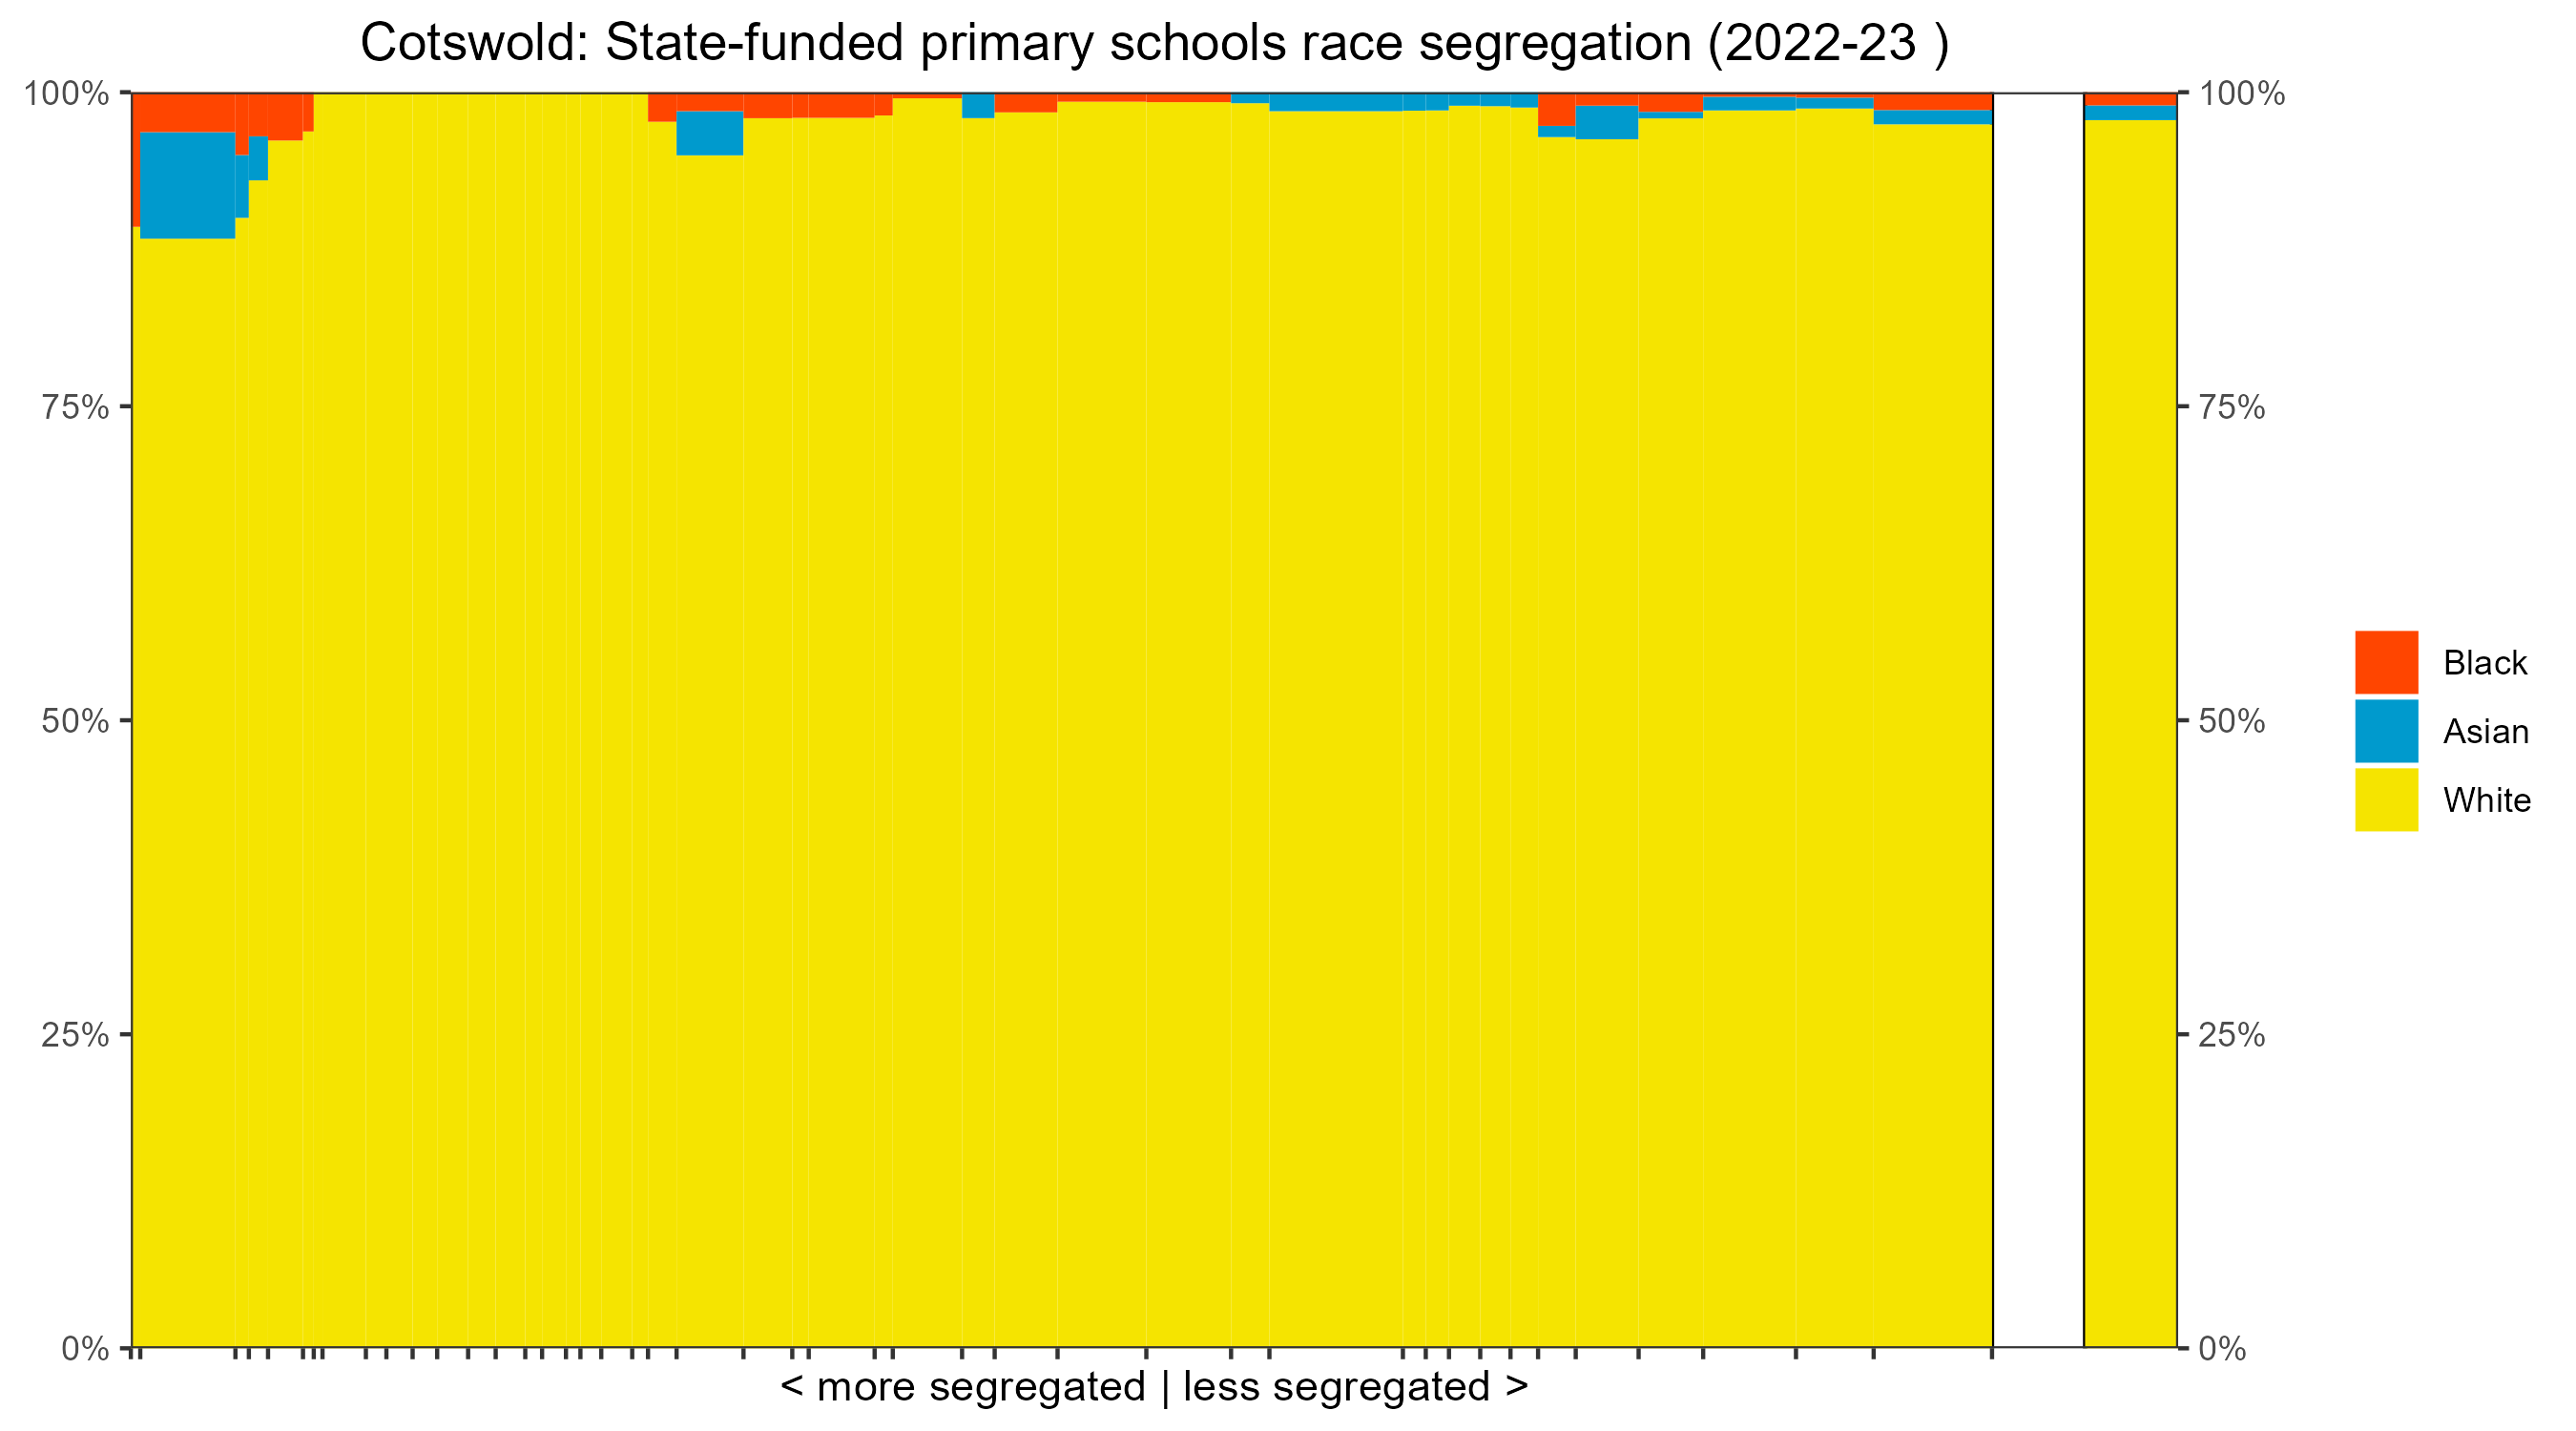 Cotswold: State-funded primary schools race segregation (2022-23 )
100%
75%
50%
25%
0%
100%
75%
50%
25%
0%
Black
Asian
White
< more segregated | less segregated >